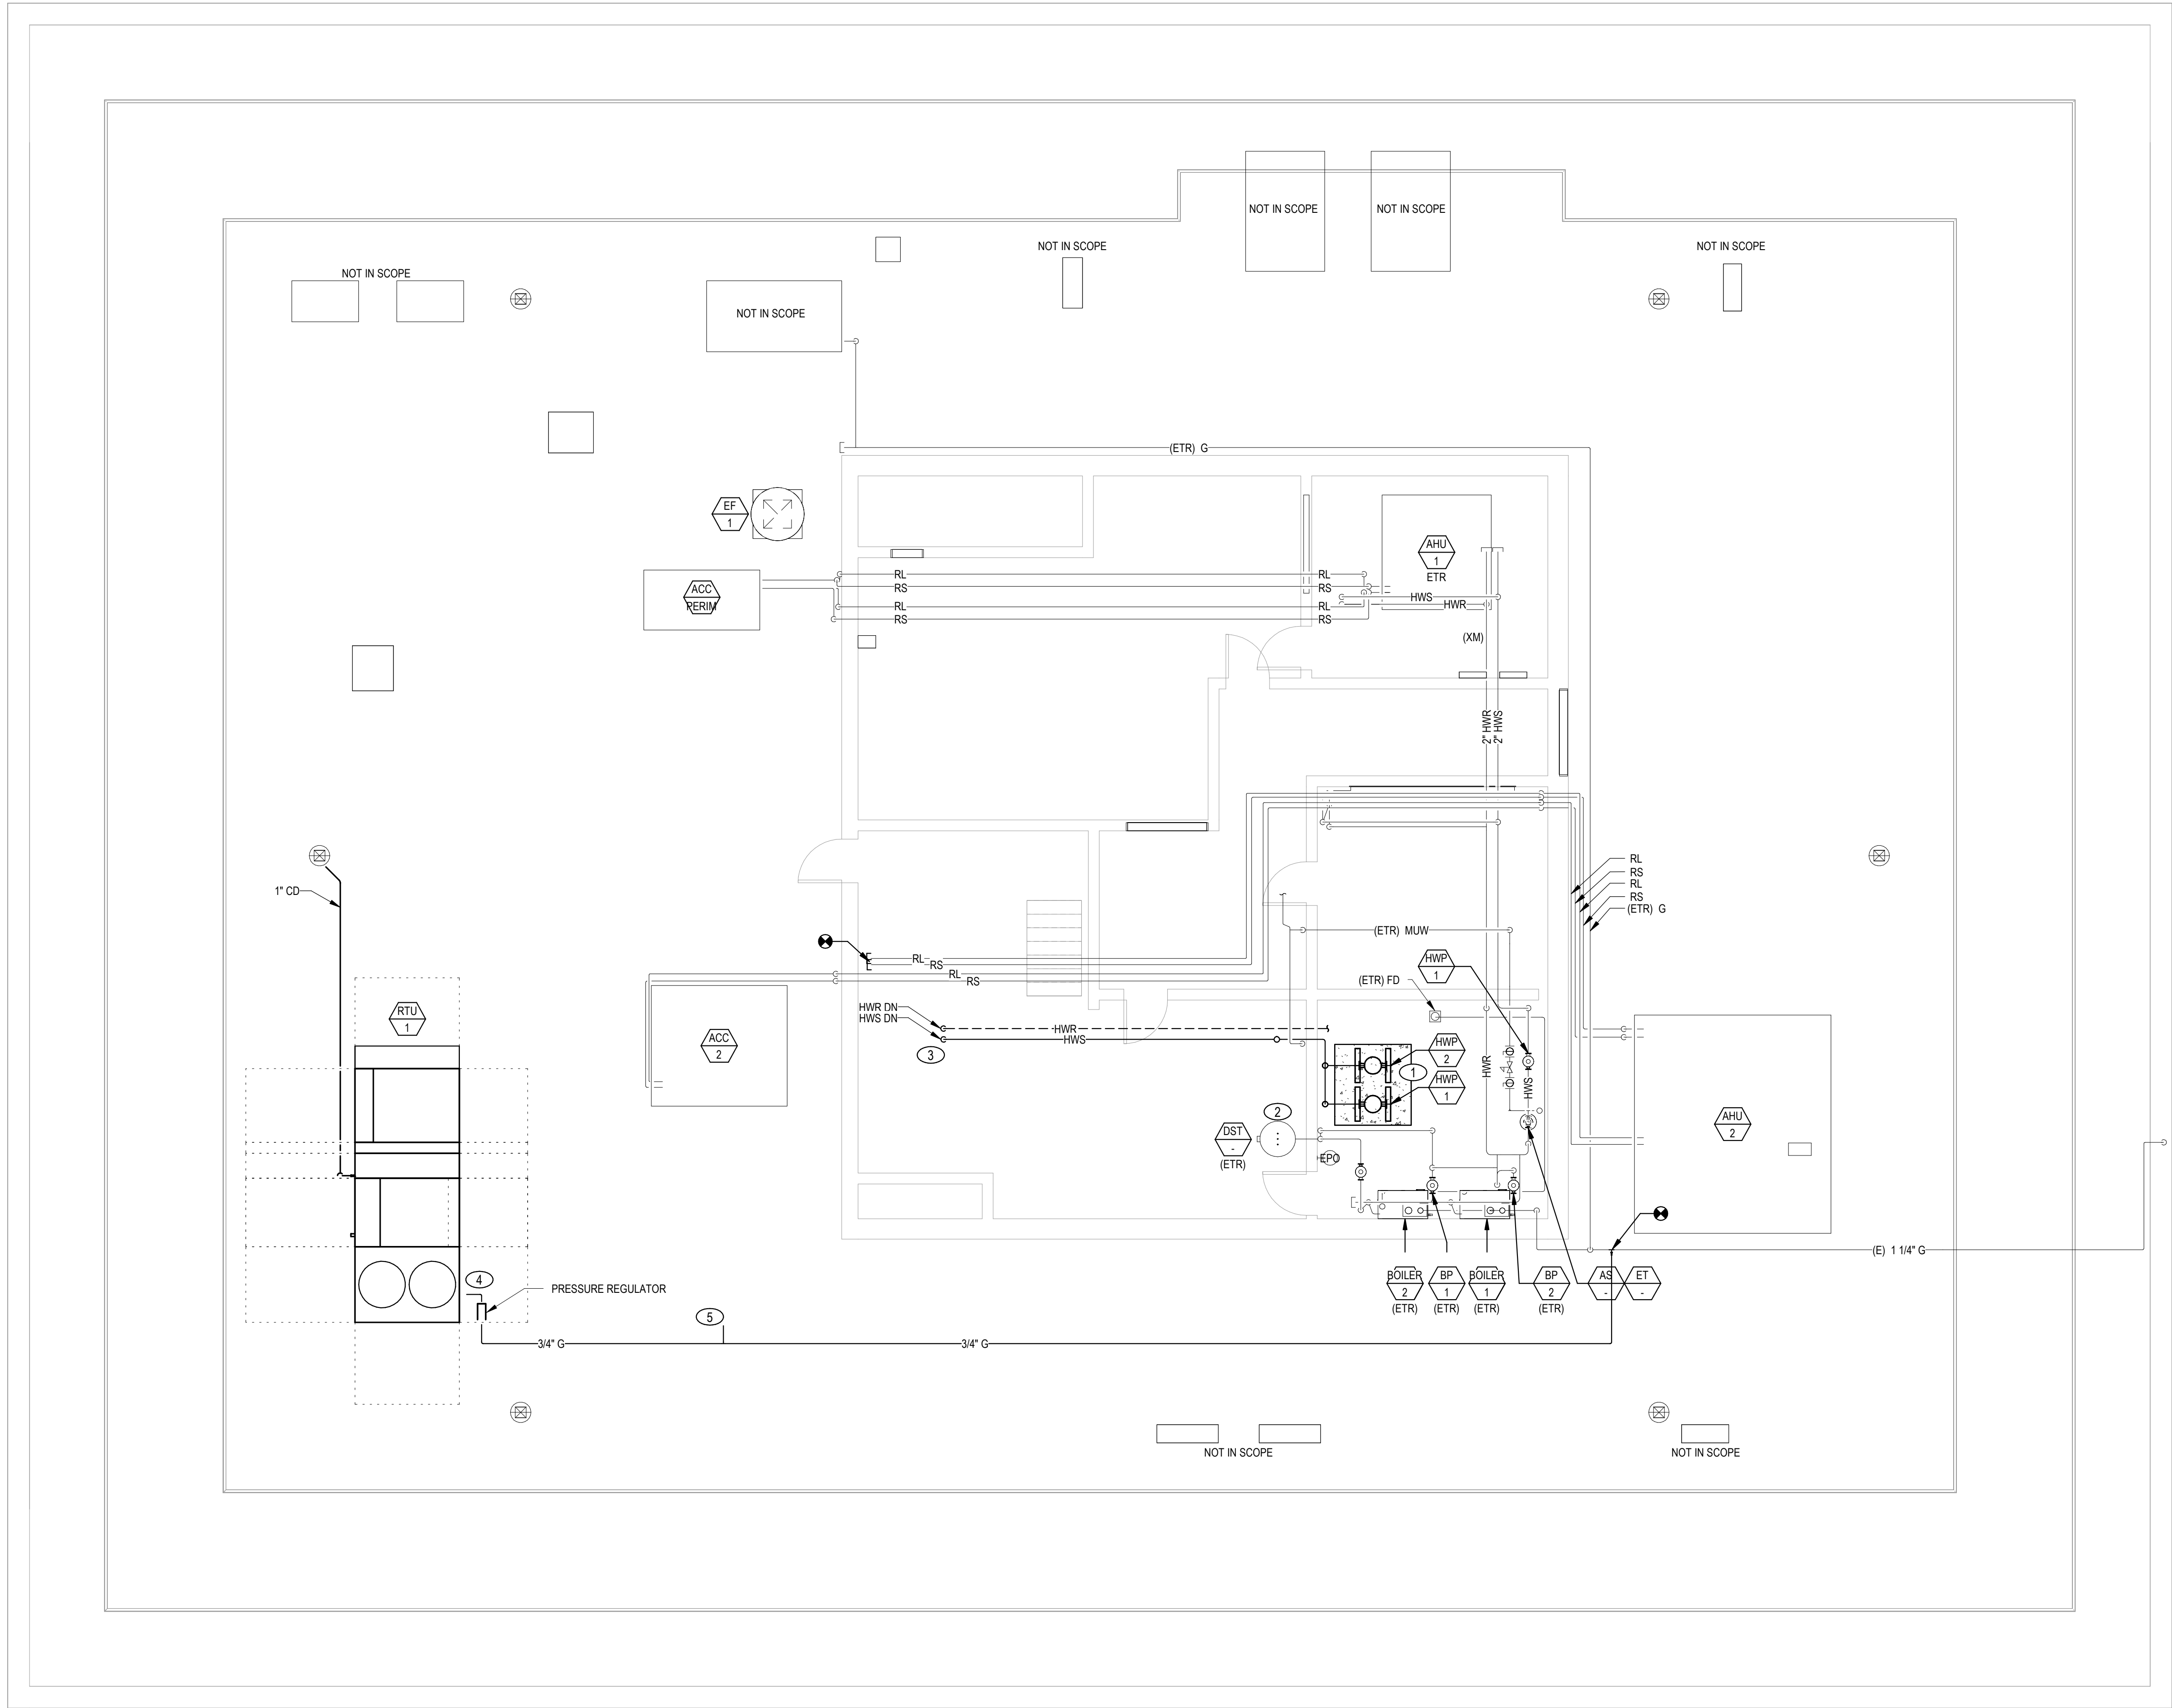 NOT IN SCOPE
NOT IN SCOPE
NOT IN SCOPE
NOT IN SCOPE
NOT IN SCOPE
NOT IN SCOPE
(ETR) G
EF
1
AHU
1
ETR
ACC
PERIM
RL
RS
RL
RS
RL
RS
RL
RS
HWS
HWR
(XM)
2" HWR
2" HWS
RL
RS
RL
RS
(ETR) G
1" CD
(ETR) MUW
RL
RS
RL
RS
HWP
1
(ETR) FD
RTU
1
HWR DN
HWS DN
HWR
HWS
3
ACC
2
HWP
2
1
HWP
1
HWR
HWS
2
DST
-
(ETR)
EPO
AHU
2
(E) 1 1/4" G
4
PRESSURE REGULATOR
BOILER
2
(ETR)
BP
1
(ETR)
BOILER
1
(ETR)
BP
2
(ETR)
AS
-
ET
-
5
3/4" G
3/4" G
NOT IN SCOPE
NOT IN SCOPE